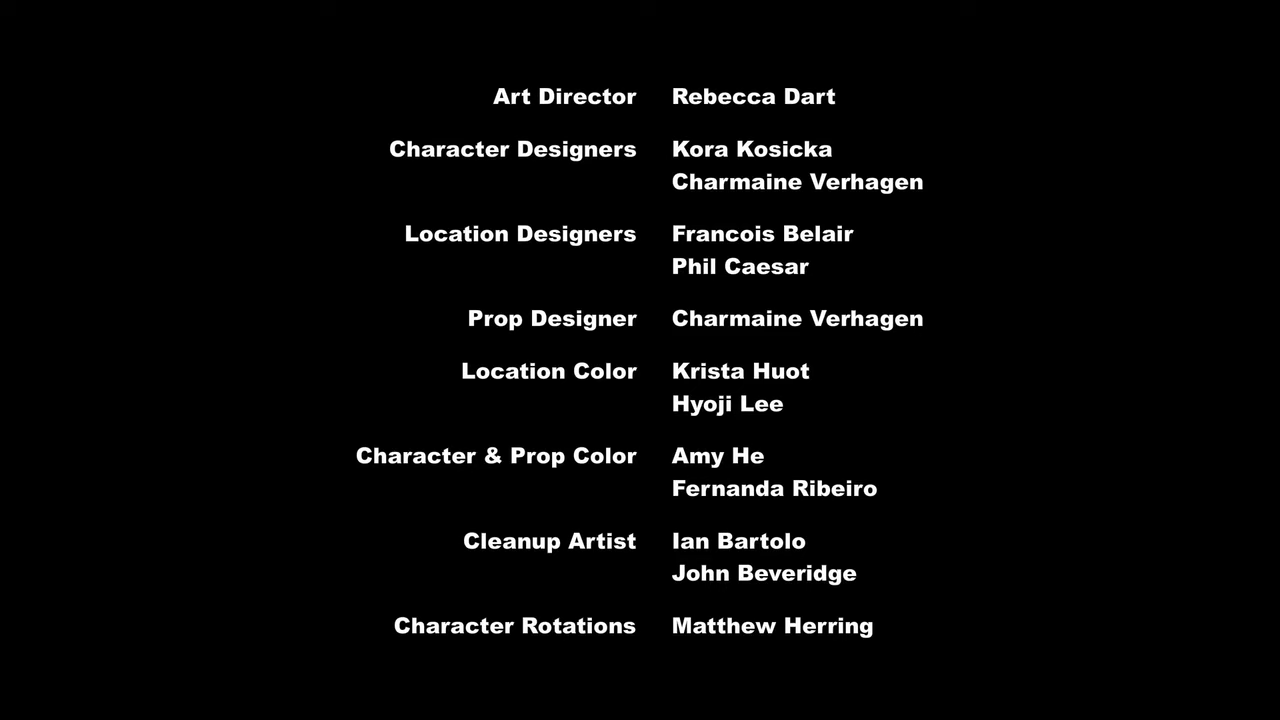 Art Director Rebecca Dart
Character Designers Kora Kosicka
Charmaine Verhagen
Location Designers Francois Belair
Phil Caesar
Prop Designer Charmaine Verhagen
Location Color Krista Huot
Hyoji Lee
Character & Prop Color Amy He
Fernanda Ribeiro
Cleanup Artist Ian Bartolo
John Beveridge
Character Rotations Matthew Herring